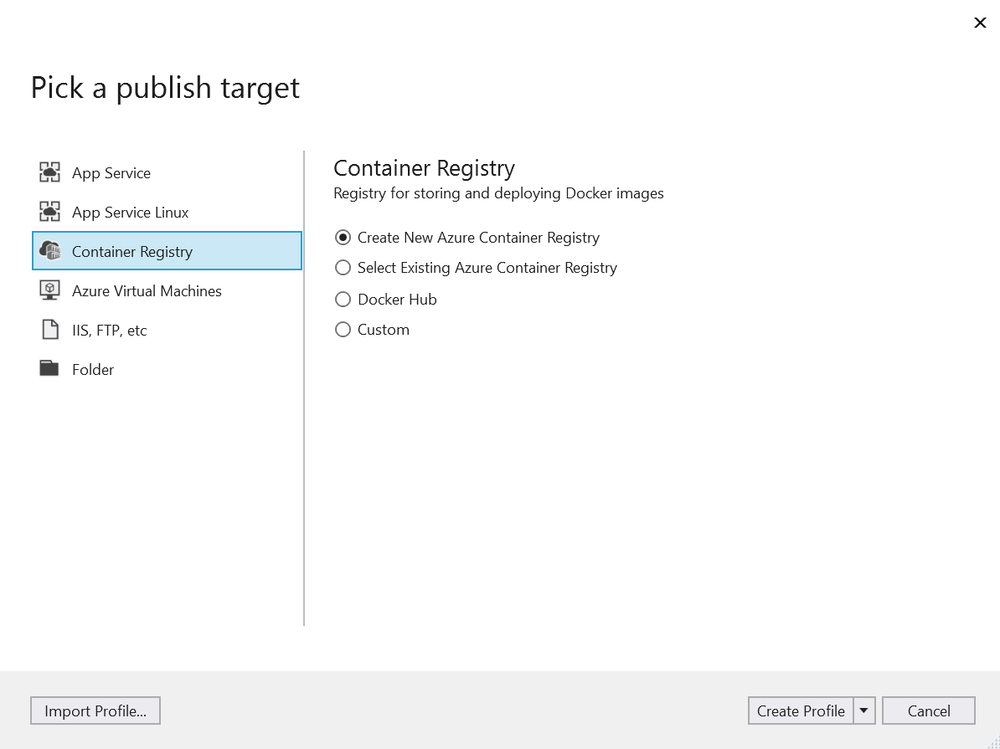 Pick a publish target
App Service
App Service Linux
Container Registry
Azure Virtual Machines
IIS, FTP, etc
Folder
Container Registry
Registry for storing and deploying Docker images
Create New Azure Container Registry
Select Existing Azure Container Registry
Docker Hub
Custom
Import Profile...
Create Profile
Cancel